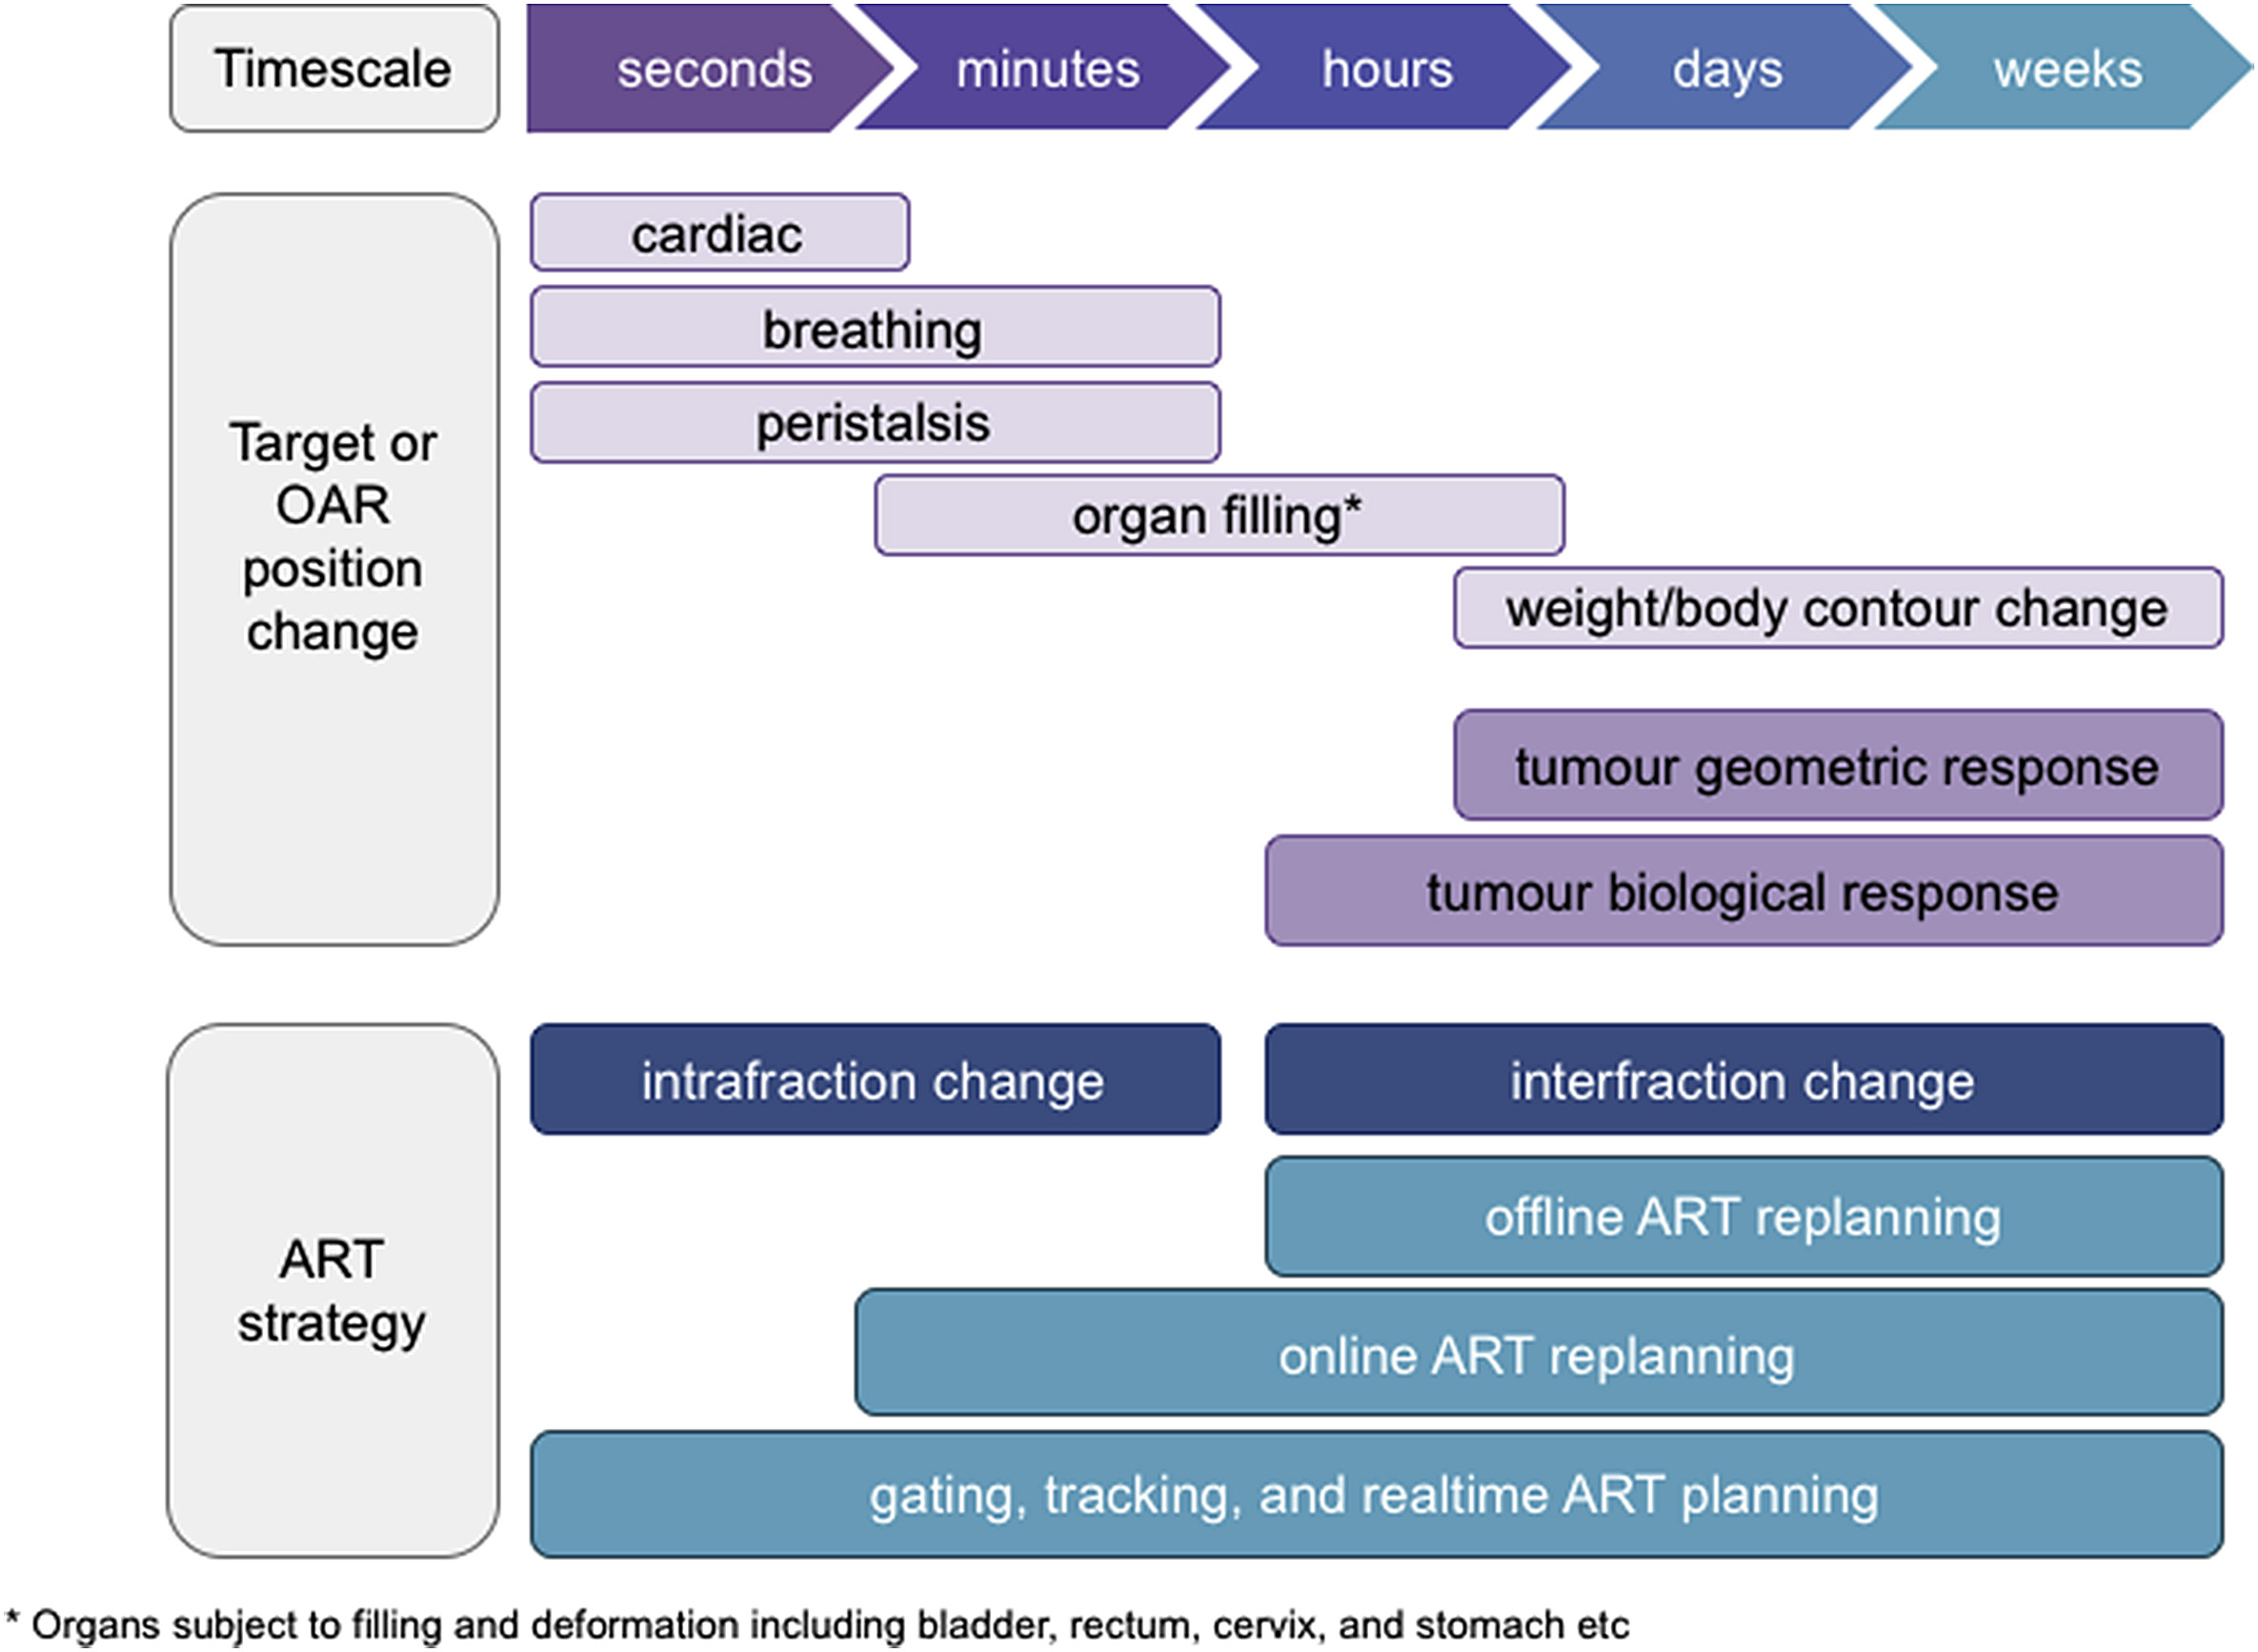 Timescale
seconds
minutes
hours
days
weeks
Target or
OAR
position
change
cardiac
breathing
peristalsis
organ filling*
weight/body contour change
tumour geometric response
tumour biological response
ART
strategy
intrafraction change
interfraction change
offline ART replanning
online ART replanning
gating, tracking, and realtime ART planning
* Organs subject to filling and deformation including bladder, rectum, cervix, and stomach etc